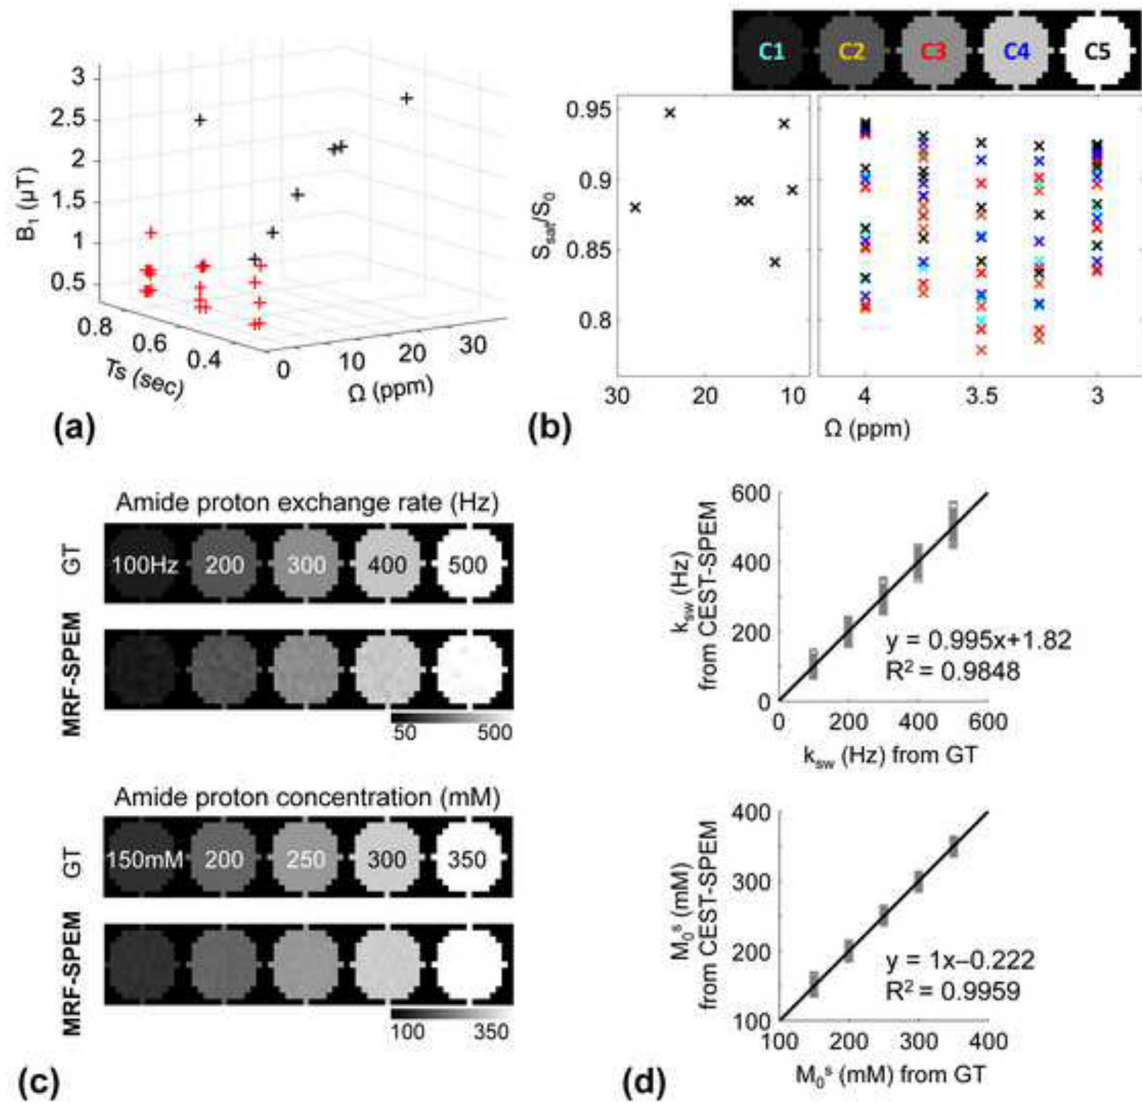 3
2.5
2
1.5
1
0.5
B₁ (μT)
0.8
0.6
0.4
Ts (sec)
0
10
20
30
Ω (ppm)
(a)
C1 C2 C3 C4 C5
0.95
0.9
0.85
0.8
Ssat/S0
30 20 10 4 3.5 3
Ω (ppm)
(b)
Amide proton exchange rate (Hz)
GT
100Hz 200 300 400 500
MRF-SPEM
50 500
Amide proton concentration (mM)
GT
150mM 200 250 300 350
MRF-SPEM
100 350
(c)
600
400
200
0
ksw (Hz)
from CEST-SPEM
y = 0.995x+1.82
R² = 0.9848
0 200 400 600
ksw (Hz) from GT
400
300
200
100
M₀ˢ (mM)
from CEST-SPEM
y = 1x–0.222
R² = 0.9959
100 200 300 400
M₀ˢ (mM) from GT
(d)